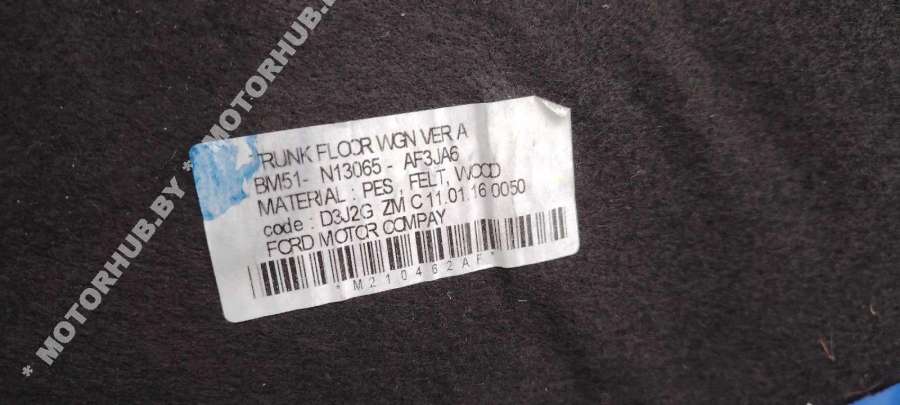 TRUNK FLOOR WGN VER A
BM51- N13065 - AF3JA6
MATERIAL : PES , FELT, WOOD
code : D3J2G ZM C 11.01.16 0050
FORD MOTOR COMPAY
*M210462AF*
* MOTORHUB.BY * MOTORHUB.BY